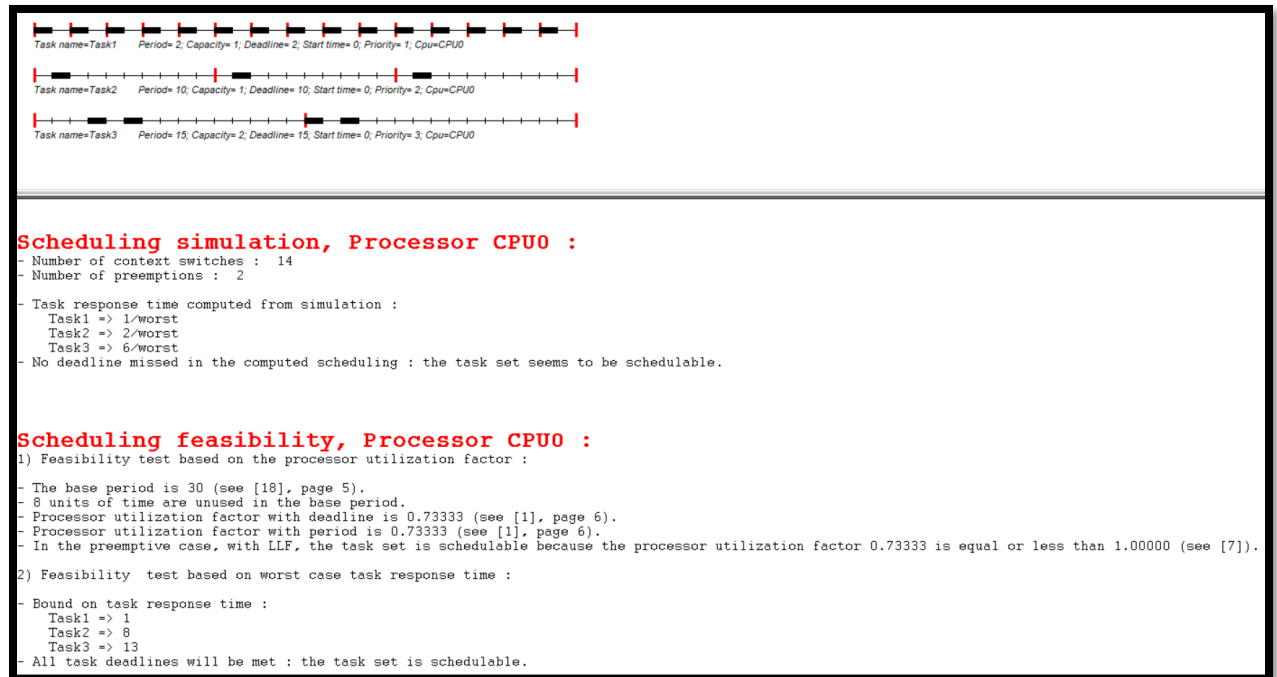 Task name=Task1 Period= 2; Capacity= 1; Deadline= 2; Start time= 0; Priority= 1; Cpu=CPU0
Task name=Task2 Period= 10; Capacity= 1; Deadline= 10; Start time= 0; Priority= 2; Cpu=CPU0
Task name=Task3 Period= 15; Capacity= 2; Deadline= 15; Start time= 0; Priority= 3; Cpu=CPU0
Scheduling simulation, Processor CPU0 :
- Number of context switches : 14
- Number of preemptions : 2
- Task response time computed from simulation :
Task1 => 1/worst
Task2 => 2/worst
Task3 => 6/worst
- No deadline missed in the computed scheduling : the task set seems to be schedulable.
Scheduling feasibility, Processor CPU0 :
1) Feasibility test based on the processor utilization factor :
- The base period is 30 (see [18], page 5).
- 8 units of time are unused in the base period.
- Processor utilization factor with deadline is 0.73333 (see [1], page 6).
- Processor utilization factor with period is 0.73333 (see [1], page 6).
- In the preemptive case, with LLF, the task set is schedulable because the processor utilization factor 0.73333 is equal or less than 1.00000 (see [7]).
2) Feasibility test based on worst case task response time :
- Bound on task response time :
Task1 => 1
Task2 => 8
Task3 => 13
- All task deadlines will be met : the task set is schedulable.